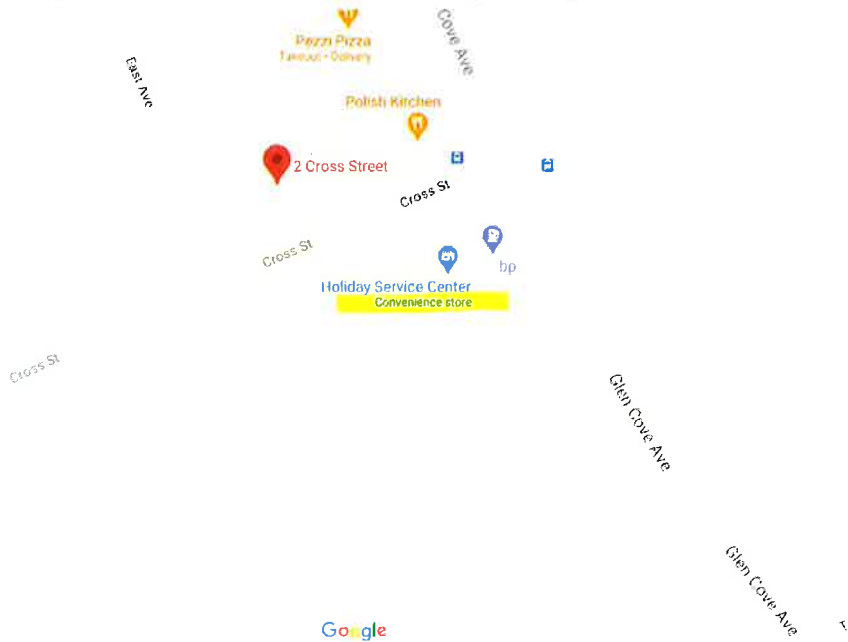 Pezzi Pizza
Takeout • Delivery
Cove Ave
East Ave
Polish Kitchen
2 Cross Street
Cross St
Cross St
bp
Holiday Service Center
Convenience store
Cross St
Glen Cove Ave
Glen Cove Ave
Google